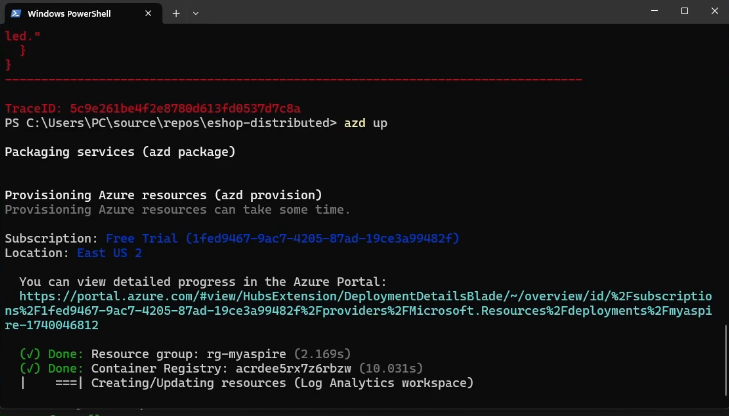 Windows PowerShell
led."
}
}
--------------------------------------------------------------------------------
TraceID: 5c9e261be4f2e8780d613fd0537d7c8a
PS C:\Users\PC\source\repos\eshop-distributed> azd up
Packaging services (azd package)
Provisioning Azure resources (azd provision)
Provisioning Azure resources can take some time.
Subscription: Free Trial (1fed9467-9ac7-4205-87ad-19ce3a99482f)
Location: East US 2
You can view detailed progress in the Azure Portal:
https://portal.azure.com/#view/HubsExtension/DeploymentDetailsBlade/~/overview/id/%2Fsubscriptio
ns%2F1fed9467-9ac7-4205-87ad-19ce3a99482f%2Fproviders%2FMicrosoft.Resources%2Fdeployments%2Fmyaspi
re-1740046812
(✓) Done: Resource group: rg-myaspire (2.169s)
(✓) Done: Container Registry: acrdee5rx7z6rbzw (10.031s)
|    ===| Creating/Updating resources (Log Analytics workspace)